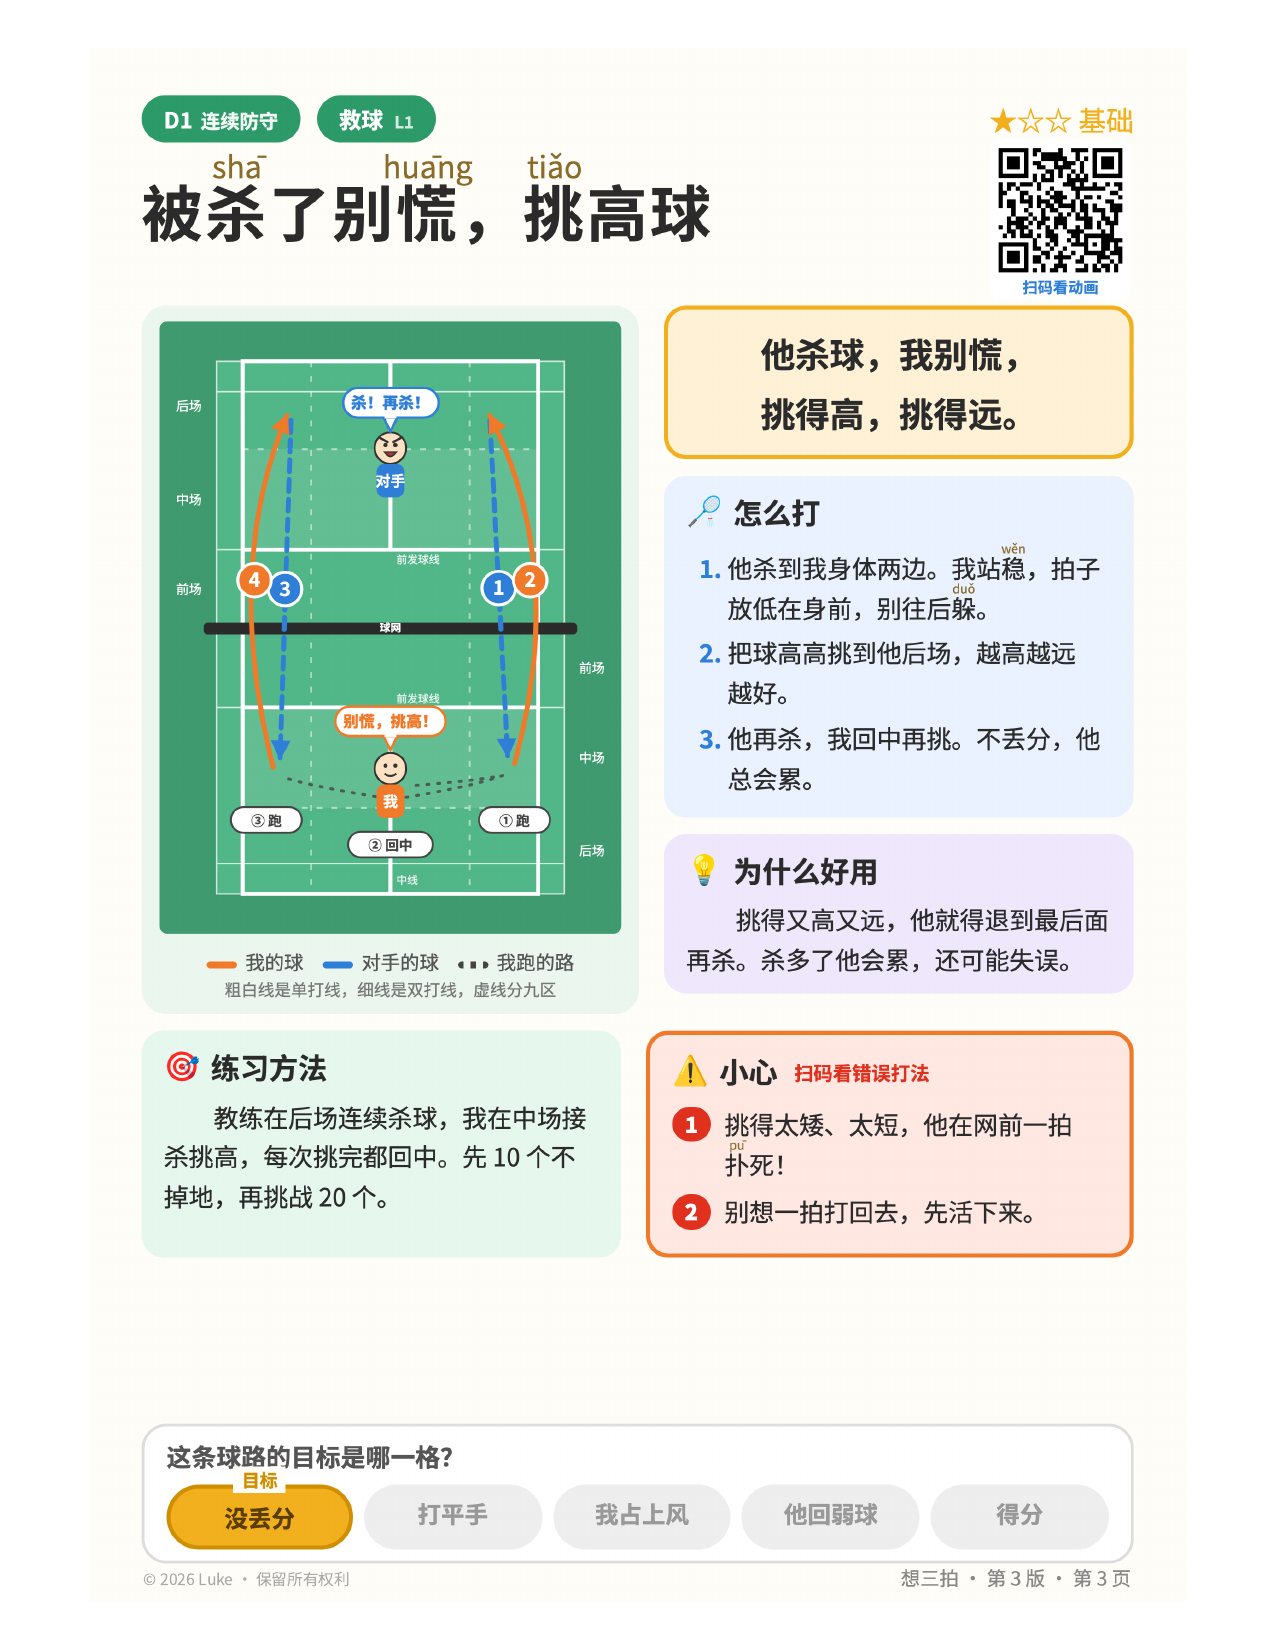 D1 连续防守
救球 L1
★☆☆ 基础
shā huāng tiǎo
被杀了别慌，挑高球
扫码看动画
后场
中场
前场
杀！再杀！
对手
前发球线
4
3
1
2
球网
前场
前发球线
别慌，挑高！
中场
我
③ 跑
① 跑
② 回中
后场
中线
我的球 对手的球 我跑的路
粗白线是单打线，细线是双打线，虚线分九区
他杀球，我别慌，
挑得高，挑得远。
🏸 怎么打
wěn
1. 他杀到我身体两边。我站稳，拍子
duǒ
放低在身前，别往后躲。
2. 把球高高挑到他后场，越高越远
越好。
3. 他再杀，我回中再挑。不丢分，他
总会累。
💡 为什么好用
挑得又高又远，他就得退到最后面
再杀。杀多了他会累，还可能失误。
🎯 练习方法
教练在后场连续杀球，我在中场接
杀挑高，每次挑完都回中。先 10 个不
掉地，再挑战 20 个。
⚠️ 小心 扫码看错误打法
1 挑得太矮、太短，他在网前一拍
pū
扑死！
2 别想一拍打回去，先活下来。
这条球路的目标是哪一格？
目标
没丢分 打平手 我占上风 他回弱球 得分
© 2026 Luke · 保留所有权利
想三拍 · 第 3 版 · 第 3 页